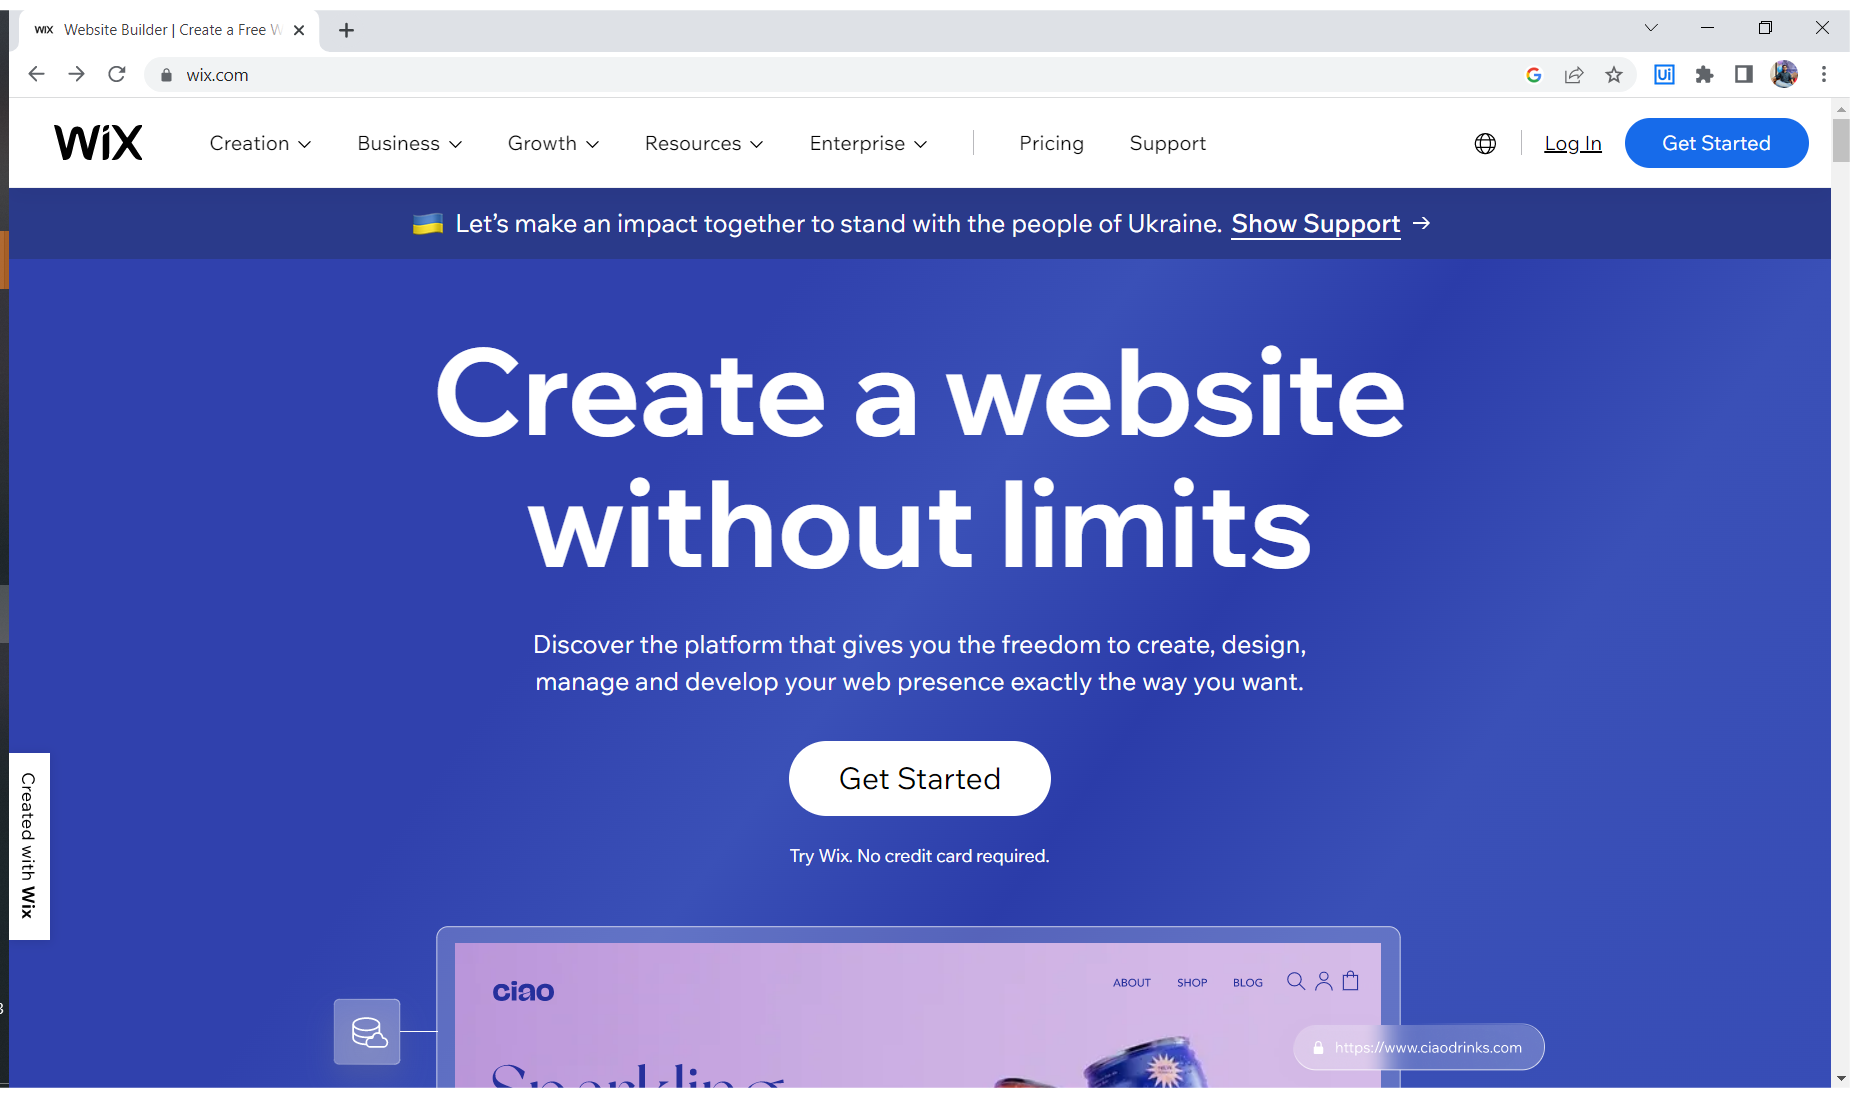 WiX Website Builder | Create a Free W
wix.com
Ui
WiX
Creation Business Growth Resources Enterprise Pricing Support Log In Get Started
Let's make an impact together to stand with the people of Ukraine. Show Support →
Create a website
without limits
Discover the platform that gives you the freedom to create, design,
manage and develop your web presence exactly the way you want.
Get Started
Try Wix. No credit card required.
Created with Wix
ciao
ABOUT SHOP BLOG
https://www.ciaodrinks.com
Sparkling
3